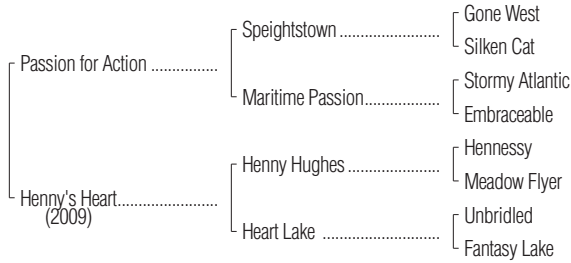 Gone West
Speightstown ..................
Silken Cat
Passion for Action ...............
Stormy Atlantic
Maritime Passion.................
Embraceable
Hennessy
Henny Hughes .....................
Meadow Flyer
Henny's Heart.......................
(2009)
Unbridled
Heart Lake ..........................
Fantasy Lake